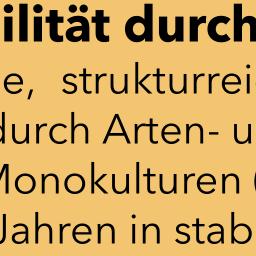 ilität durch
e, strukturrei
durch Arten- u
Monokulturen (
Jahren in stab